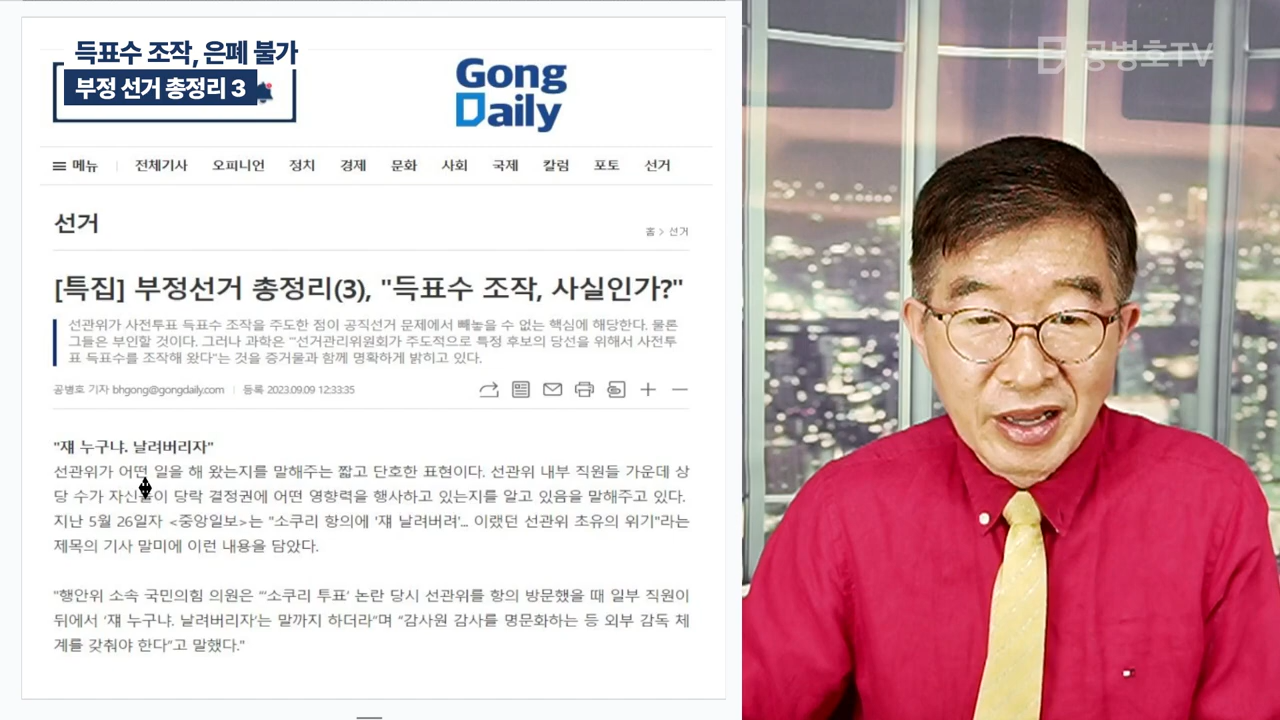 득표수 조작, 은폐 불가
부정 선거 총정리 3
Gong
Daily
공병호TV
메뉴
전체기사 오피니언 정치 경제 문화 사회 국제 칼럼 포토 선거
선거
홈 > 선거
[특집] 부정선거 총정리(3), "득표수 조작, 사실인가?"
선관위가 사전투표 득표수 조작을 주도한 점이 공직선거 문제에서 빼놓을 수 없는 핵심에 해당한다. 물론
그들은 부인할 것이다. 그러나 과학은 "선거관리위원회가 주도적으로 특정 후보의 당선을 위해서 사전투
표 득표수를 조작해 왔다"는 것을 증거물과 함께 명확하게 밝히고 있다.
공병호 기자 bhgong@gongdaily.com | 등록 2023.09.09 12:33:35
"쟤 누구냐. 날려버리자"
선관위가 어떤 일을 해 왔는지를 말해주는 짧고 단호한 표현이다. 선관위 내부 직원들 가운데 상
당 수가 자신들이 당락 결정권에 어떤 영향력을 행사하고 있는지를 알고 있음을 말해주고 있다.
지난 5월 26일자 <중앙일보>는 "소쿠리 항의에 '쟤 날려버려'... 이랬던 선관위 초유의 위기"라는
제목의 기사 말미에 이런 내용을 담았다.
"행안위 소속 국민의힘 의원은 “‘소쿠리 투표’ 논란 당시 선관위를 항의 방문했을 때 일부 직원이
뒤에서 ‘쟤 누구냐. 날려버리자’는 말까지 하더라”며 “감사원 감사를 명문화하는 등 외부 감독 체
계를 갖춰야 한다”고 말했다."